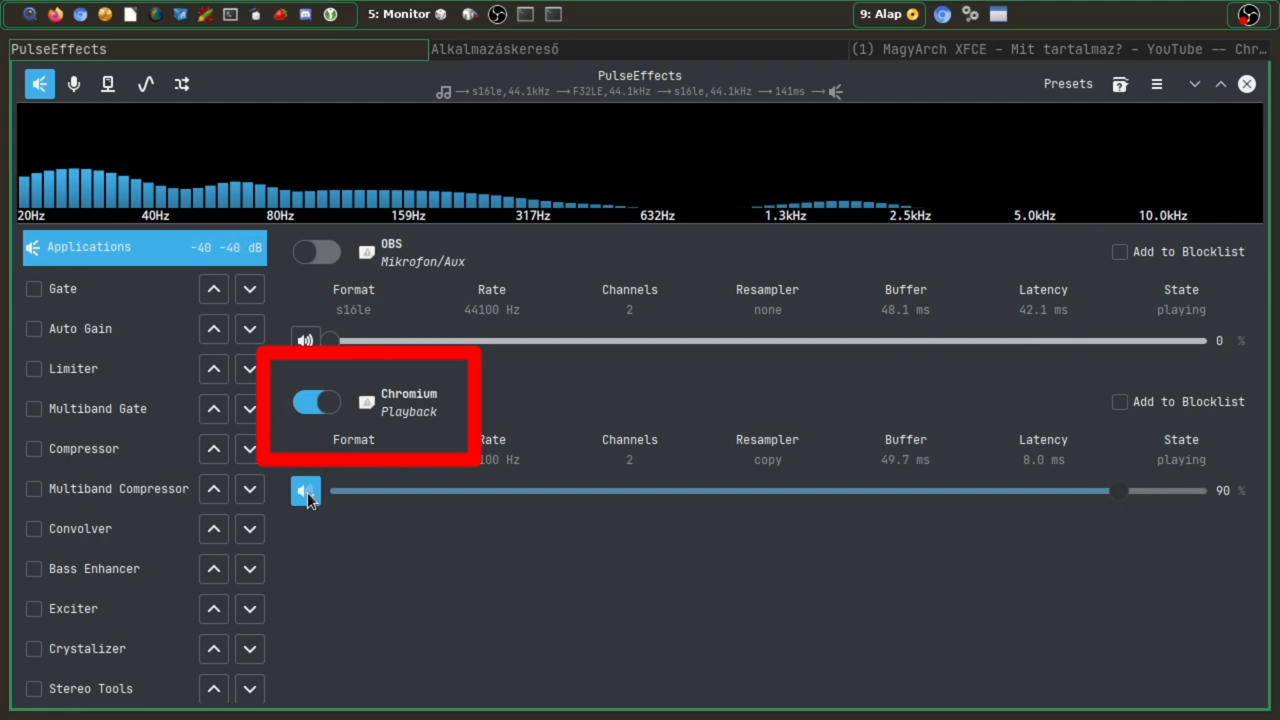 5: Monitor
9: Alap
PulseEffects
Alkalmazáskereső
(1) MagyArch XFCE - Mit tartalmaz? - YouTube -- Chr…
PulseEffects
s16le,44.1kHz → F32LE,44.1kHz → s16le,44.1kHz → 141ms →
Presets
20Hz 40Hz 80Hz 159Hz 317Hz 632Hz 1.3kHz 2.5kHz 5.0kHz 10.0kHz
Applications -40 -40 dB
Gate
Auto Gain
Limiter
Multiband Gate
Compressor
Multiband Compressor
Convolver
Bass Enhancer
Exciter
Crystalizer
Stereo Tools
OBS
Mikrofon/Aux
Add to Blocklist
Format Rate Channels Resampler Buffer Latency State
s16le 44100 Hz 2 none 48.1 ms 42.1 ms playing
0 %
Chromium
Playback
Add to Blocklist
Format Rate Channels Resampler Buffer Latency State
100 Hz 2 copy 49.7 ms 8.0 ms playing
90 %